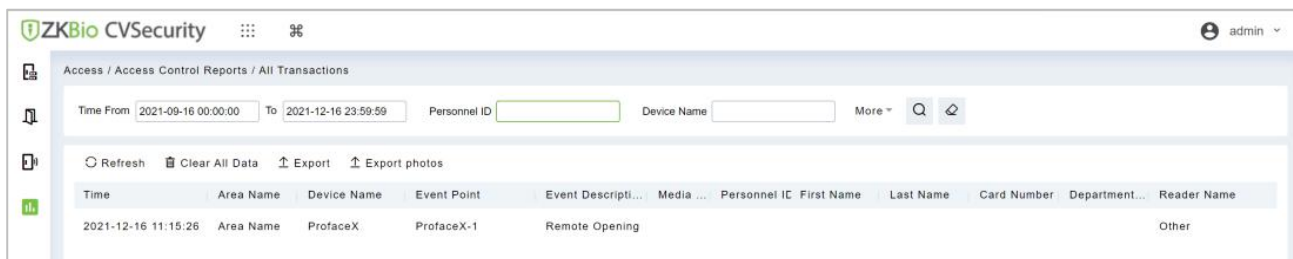 ZKBio CVSecurity admin
Access / Access Control Reports / All Transactions
Time From 2021-09-16 00:00:00 To 2021-12-16 23:59:59 Personnel ID Device Name More
Refresh Clear All Data Export Export photos
Time Area Name Device Name Event Point Event Descripti... Media ... Personnel ID First Name Last Name Card Number Department... Reader Name
2021-12-16 11:15:26 Area Name ProfaceX ProfaceX-1 Remote Opening Other